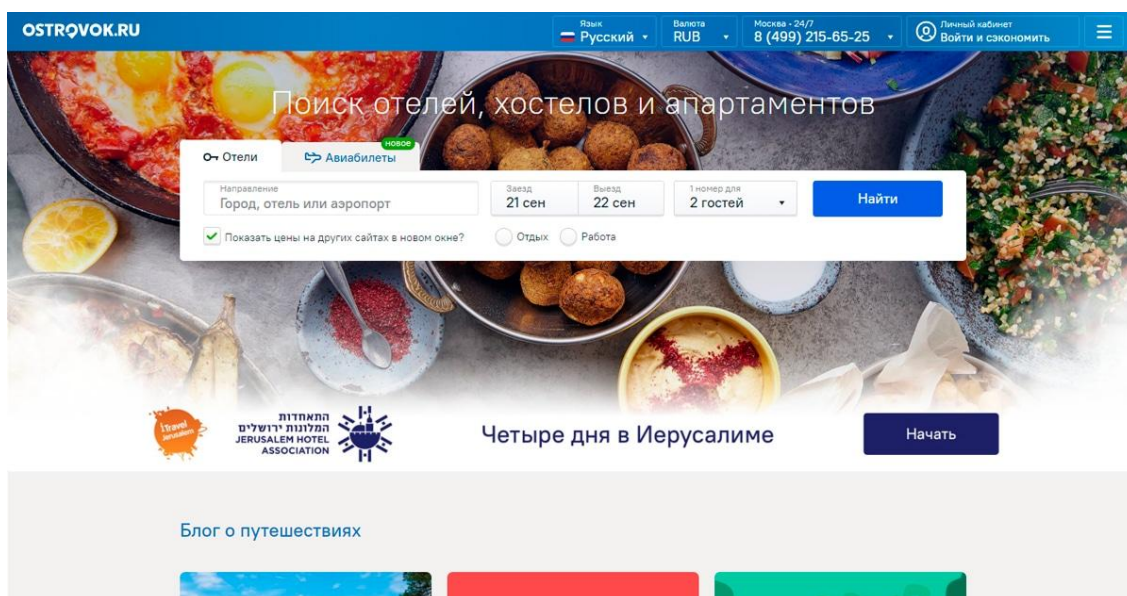 OSTROVOK.RU
Язык
Русский
Валюта
RUB
Москва - 24/7
8 (499) 215-65-25
Личный кабинет
Войти и сэкономить
Поиск отелей, хостелов и апартаментов
Отели
Авиабилеты
НОВОЕ
Направление
Город, отель или аэропорт
Заезд
21 сен
Выезд
22 сен
1 номер для
2 гостей
Найти
Показать цены на других сайтах в новом окне?
Отдых
Работа
iTravel
Jerusalem
התאחדות
המלונות ירושלים
JERUSALEM HOTEL
ASSOCIATION
Четыре дня в Иерусалиме
Начать
Блог о путешествиях